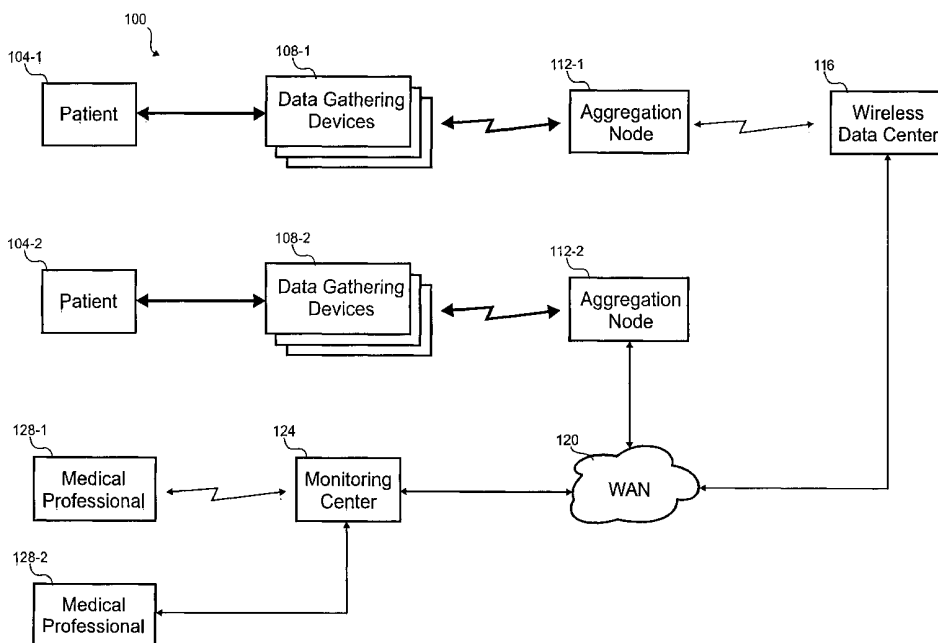 100
104-1
108-1
112-1
116
Patient
Data Gathering
Devices
Aggregation
Node
Wireless
Data Center
104-2
108-2
112-2
Patient
Data Gathering
Devices
Aggregation
Node
128-1
124
120
Medical
Professional
Monitoring
Center
WAN
128-2
Medical
Professional